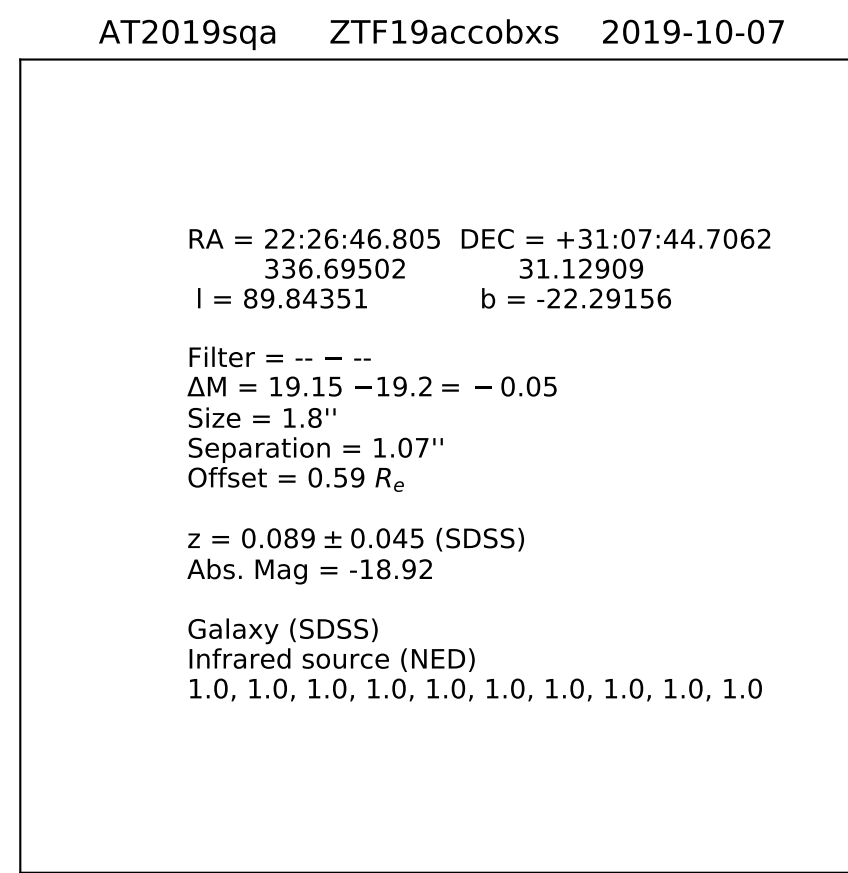 AT2019sqa ZTF19accobxs 2019-10-07
RA = 22:26:46.805 DEC = +31:07:44.7062
336.69502 31.12909
l = 89.84351 b = -22.29156
Filter = -- − --
ΔM = 19.15 −19.2 = − 0.05
Size = 1.8''
Separation = 1.07''
Offset = 0.59 Rₑ
z = 0.089 ± 0.045 (SDSS)
Abs. Mag = -18.92
Galaxy (SDSS)
Infrared source (NED)
1.0, 1.0, 1.0, 1.0, 1.0, 1.0, 1.0, 1.0, 1.0, 1.0